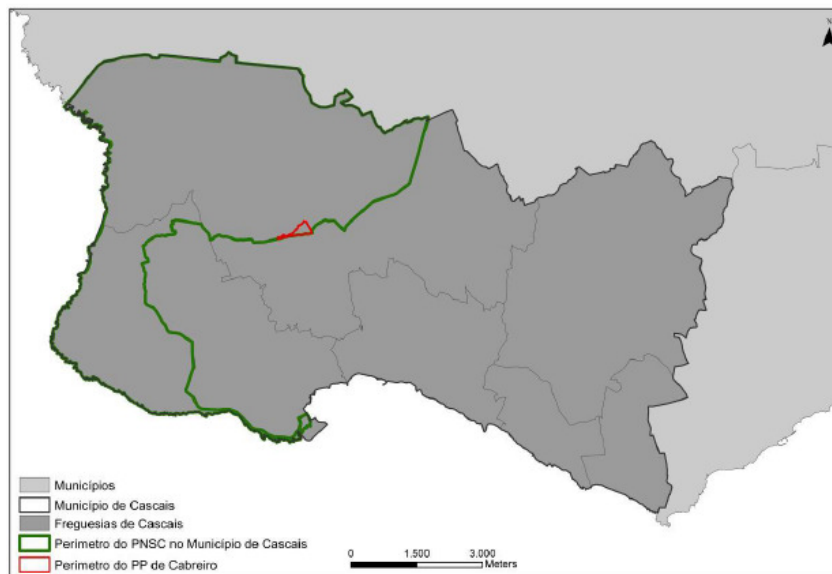 N
Municípios
Município de Cascais
Freguesias de Cascais
Perímetro do PNSC no Município de Cascais
Perímetro do PP de Cabreiro
0 1.500 3.000
Meters